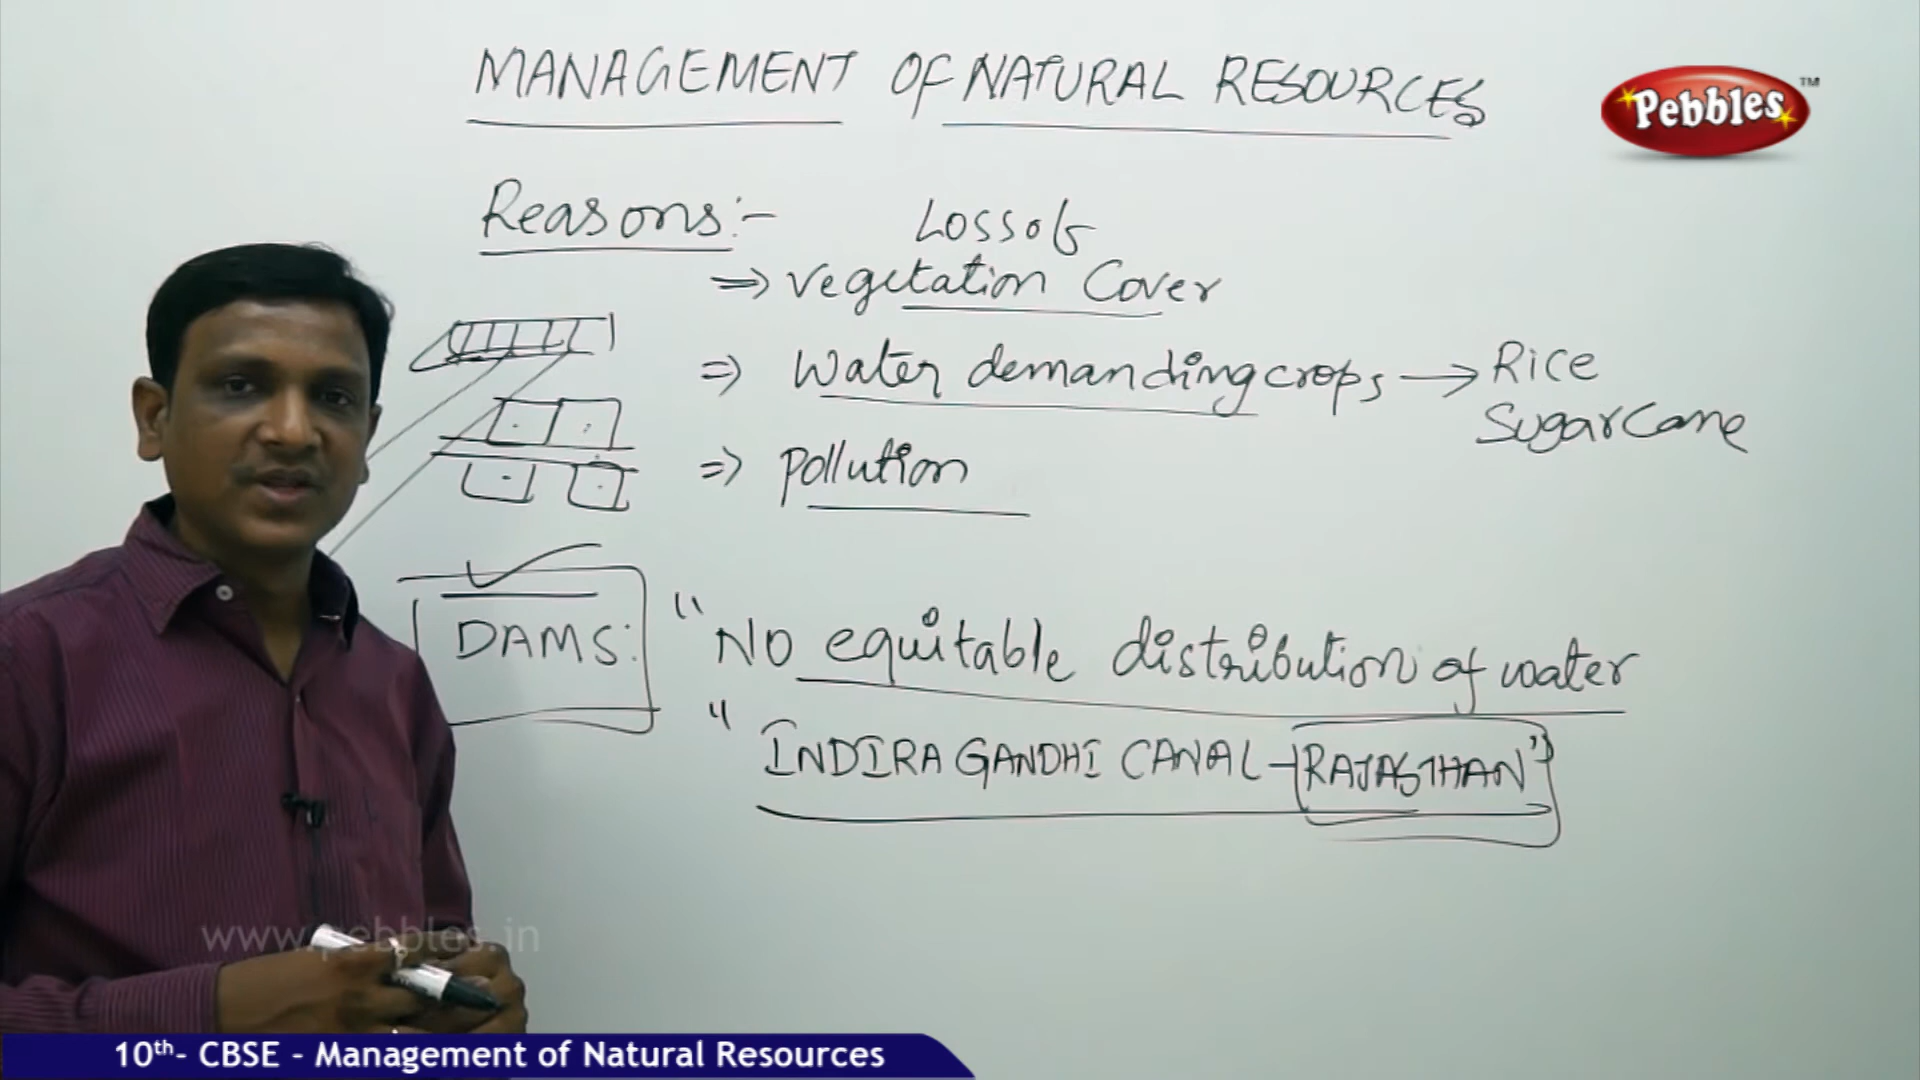 MANAGEMENT OF NATURAL RESOURCES
Pebbles™
Reasons:-
Loss of
=> Vegetation Cover
=> Water demanding crops → Rice
Sugarcane
=> Pollution
DAMS:
"No equitable distribution of water
"INDIRA GANDHI CANAL - RAJASTHAN"
www.pebbles.in
10th- CBSE - Management of Natural Resources